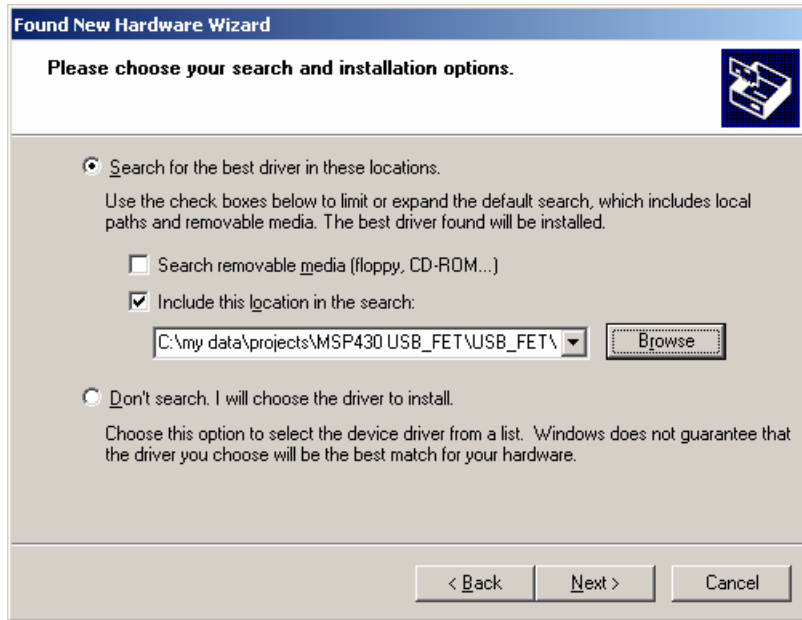 Found New Hardware Wizard
Please choose your search and installation options.
Search for the best driver in these locations.
Use the check boxes below to limit or expand the default search, which includes local
paths and removable media. The best driver found will be installed.
Search removable media (floppy, CD-ROM...)
Include this location in the search:
C:\my data\projects\MSP430 USB_FET\USB_FET\
Browse
Don't search. I will choose the driver to install.
Choose this option to select the device driver from a list.  Windows does not guarantee that
the driver you choose will be the best match for your hardware.
< Back
Next >
Cancel